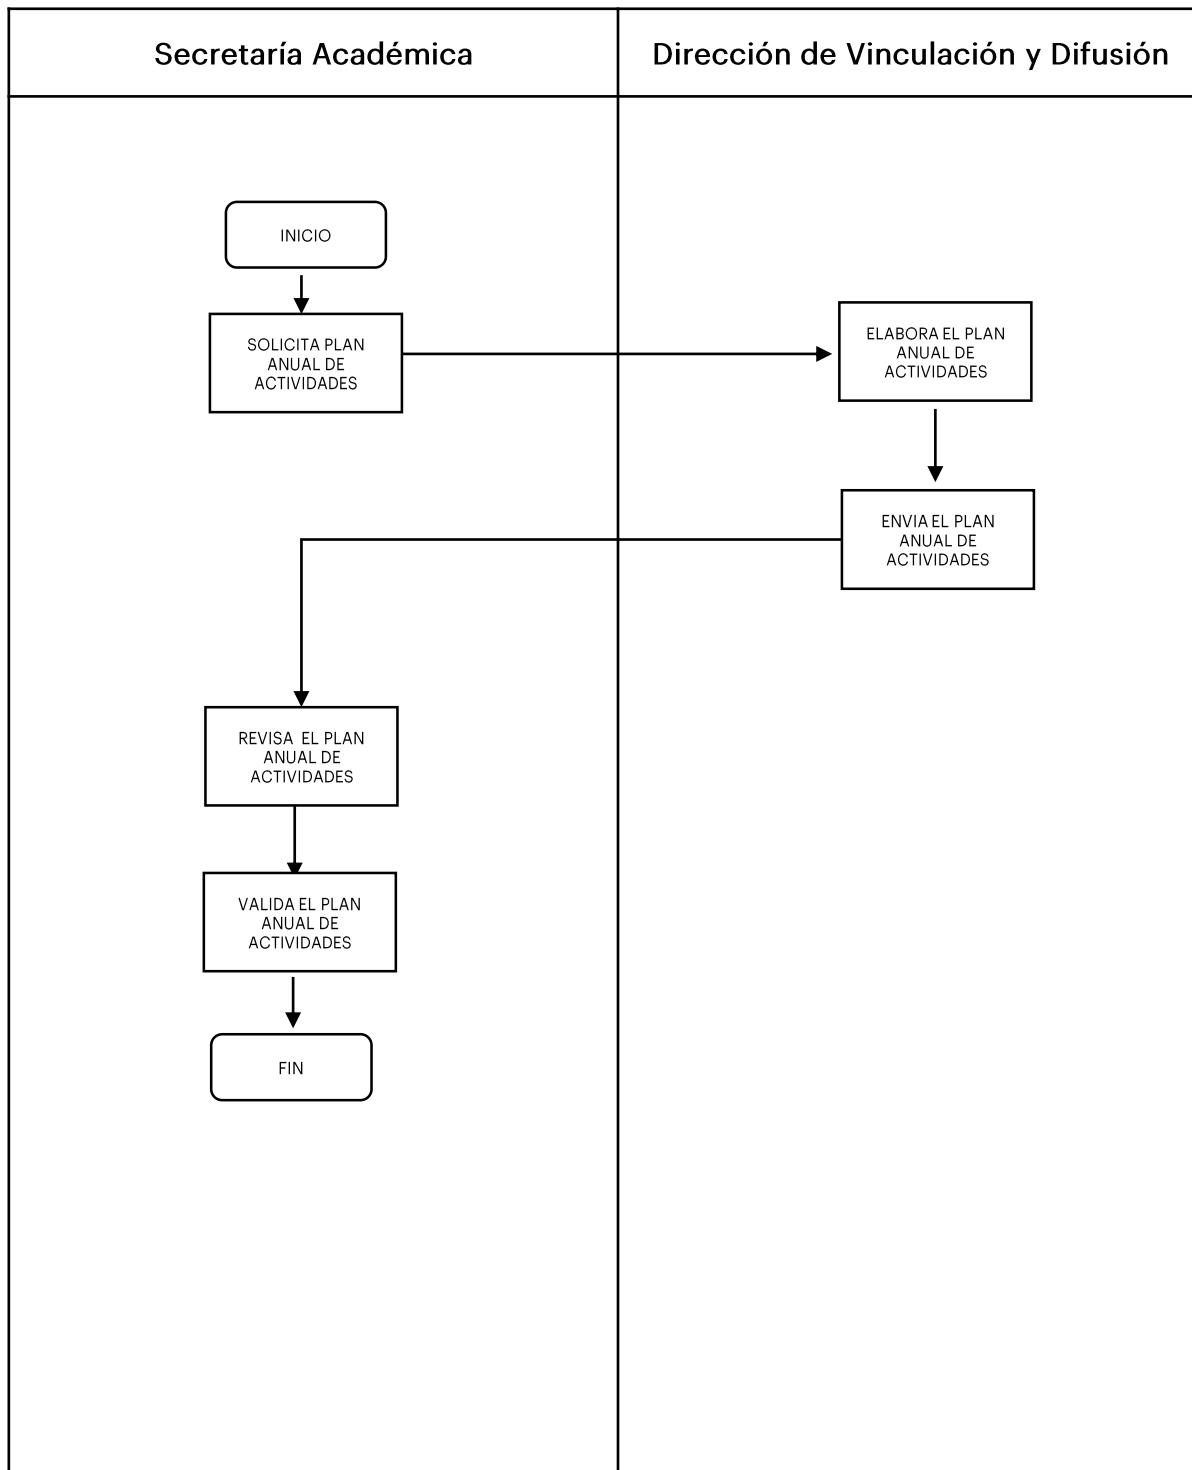 Secretaría Académica
Dirección de Vinculación y Difusión
INICIO
SOLICITA PLAN
ANUAL DE
ACTIVIDADES
ELABORA EL PLAN
ANUAL DE
ACTIVIDADES
ENVIA EL PLAN
ANUAL DE
ACTIVIDADES
REVISA EL PLAN
ANUAL DE
ACTIVIDADES
VALIDA EL PLAN
ANUAL DE
ACTIVIDADES
FIN